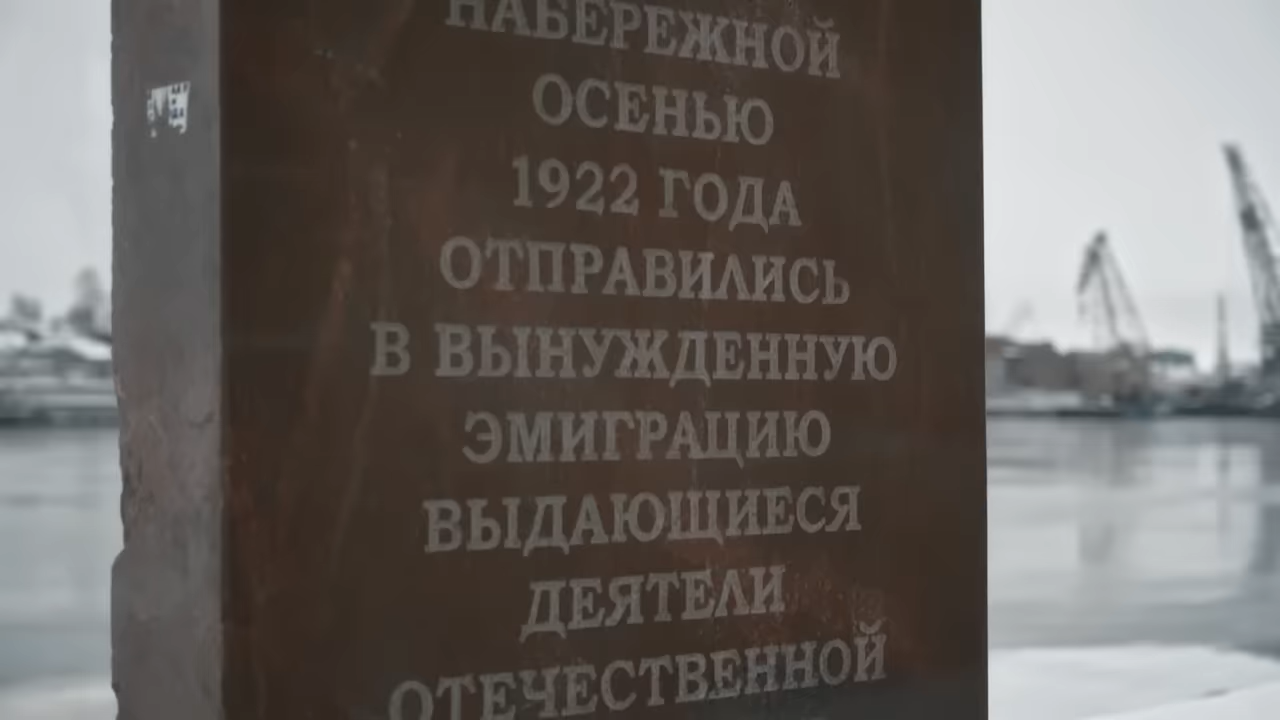 НАБЕРЕЖНОЙ
ОСЕНЬЮ
1922 ГОДА
ОТПРАВИЛИСЬ
В ВЫНУЖДЕННУЮ
ЭМИГРАЦИЮ
ВЫДАЮЩИЕСЯ
ДЕЯТЕЛИ
ОТЕЧЕСТВЕННОЙ